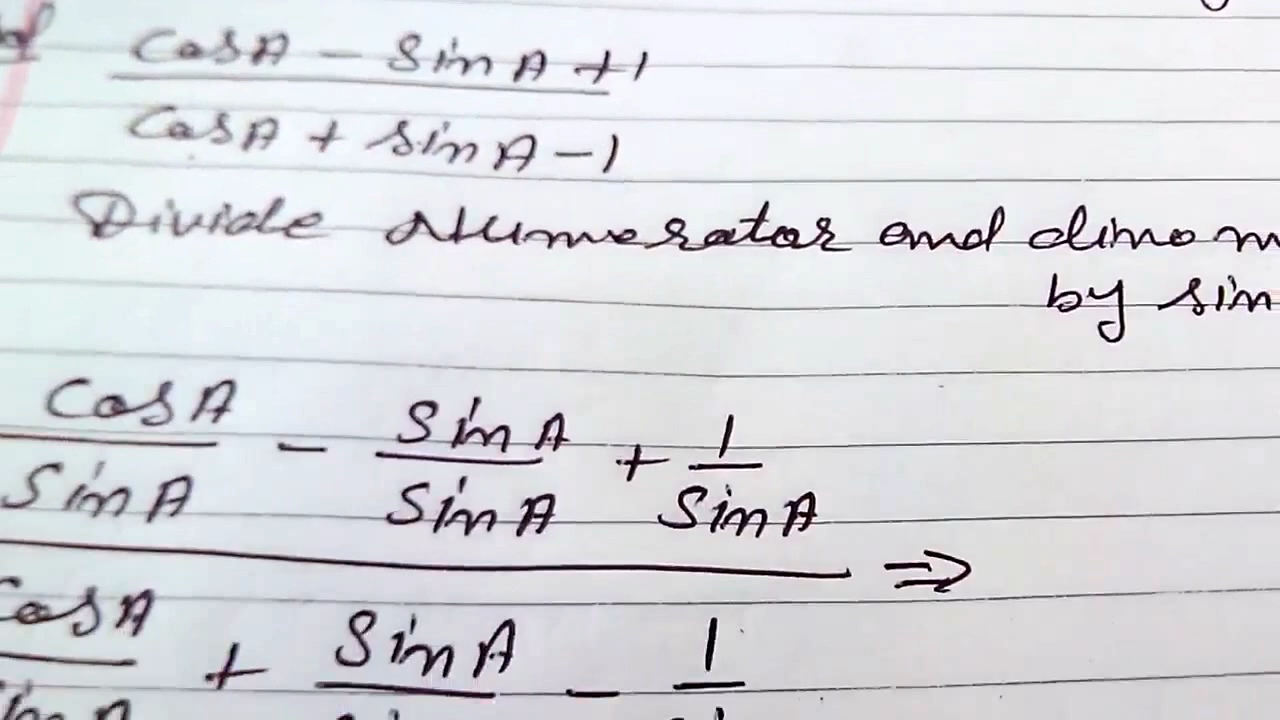 CosA - SinA + 1
CosA + sinA - 1
Divide Numerator and
by sin
CosA - SinA + 1
SinA SinA SinA ⇒
CosA + SinA - 1